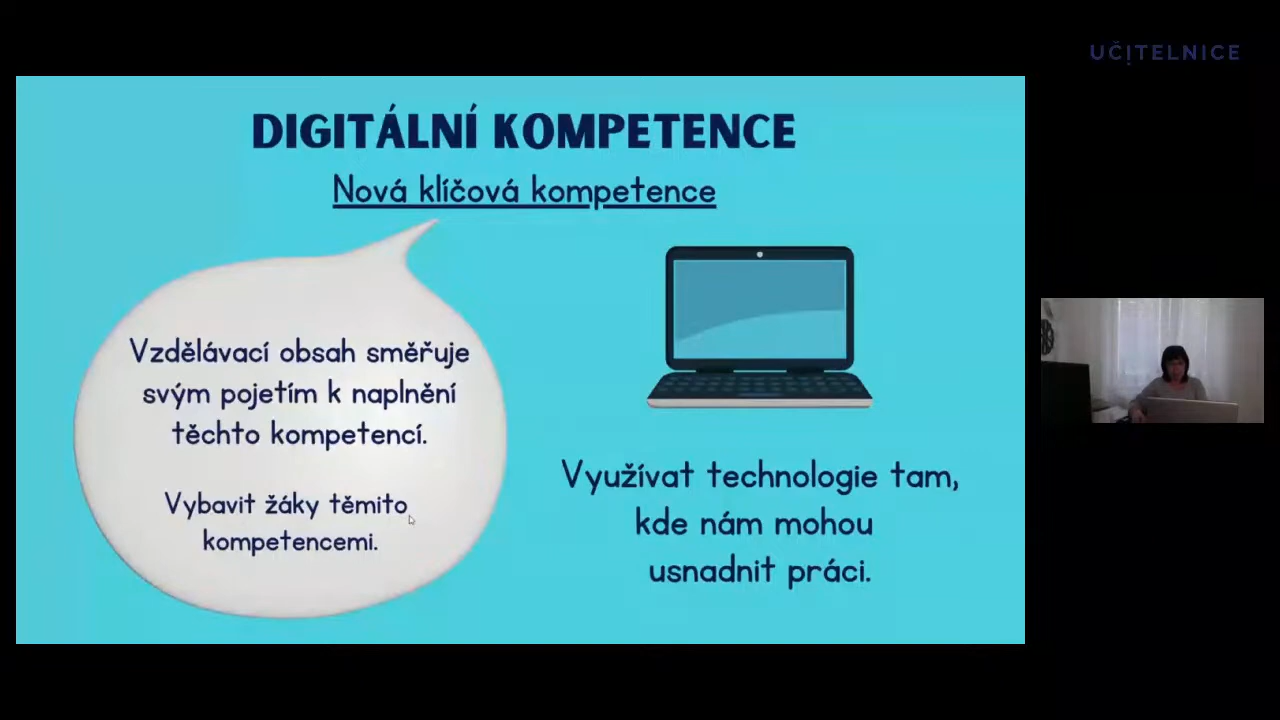 UČITELNICE
DIGITÁLNÍ KOMPETENCE
Nová klíčová kompetence
Vzdělávací obsah směřuje
svým pojetím k naplnění
těchto kompetencí.
Vybavit žáky těmito
kompetencemi.
Využívat technologie tam,
kde nám mohou
usnadnit práci.